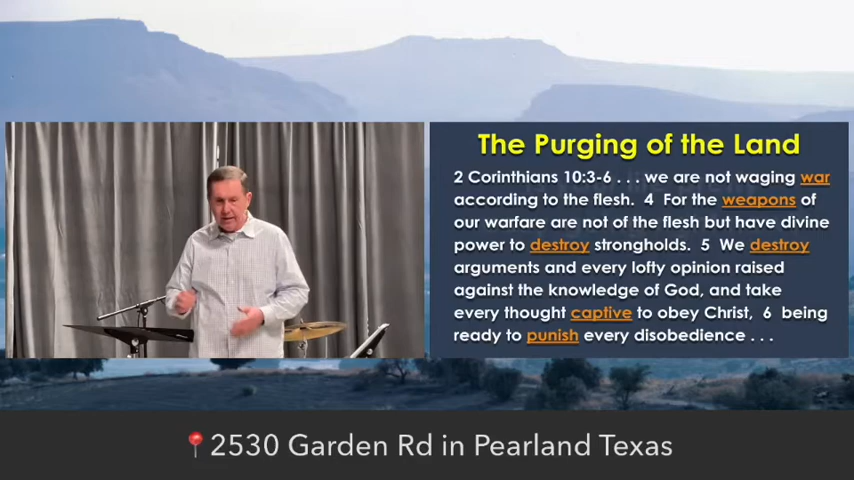 The Purging of the Land
2 Corinthians 10:3-6 . . . we are not waging war
according to the flesh. 4 For the weapons of
our warfare are not of the flesh but have divine
power to destroy strongholds. 5 We destroy
arguments and every lofty opinion raised
against the knowledge of God, and take
every thought captive to obey Christ, 6 being
ready to punish every disobedience . . .
2530 Garden Rd in Pearland Texas